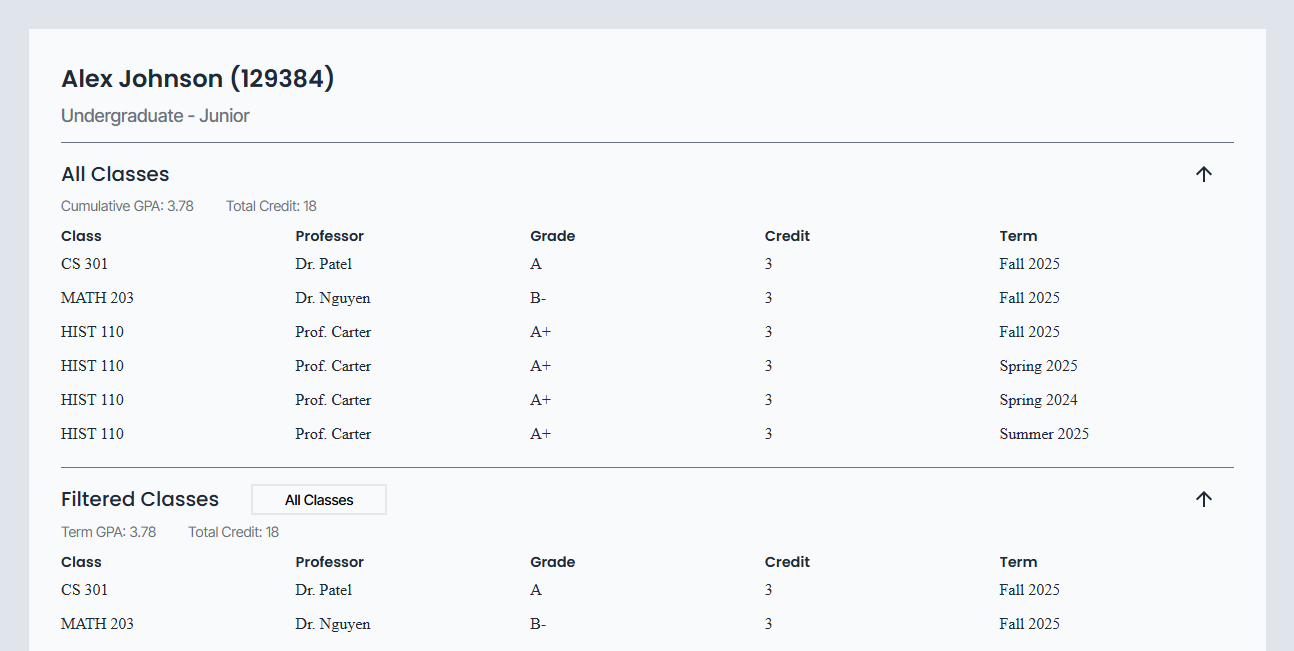 Alex Johnson (129384)
Undergraduate - Junior
All Classes
Cumulative GPA: 3.78 Total Credit: 18
Class Professor Grade Credit Term
CS 301 Dr. Patel A 3 Fall 2025
MATH 203 Dr. Nguyen B- 3 Fall 2025
HIST 110 Prof. Carter A+ 3 Fall 2025
HIST 110 Prof. Carter A+ 3 Spring 2025
HIST 110 Prof. Carter A+ 3 Spring 2024
HIST 110 Prof. Carter A+ 3 Summer 2025
Filtered Classes All Classes
Term GPA: 3.78 Total Credit: 18
Class Professor Grade Credit Term
CS 301 Dr. Patel A 3 Fall 2025
MATH 203 Dr. Nguyen B- 3 Fall 2025